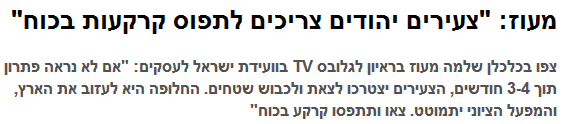 מעוז: "צעירים יהודים צריכים לתפוס קרקעות בכוח"
צפו בכלכלן שלמה מעוז בראיון לגלובס TV בוועידת ישראל לעסקים: "אם לא נראה פתרון
תוך 3-4 חודשים, הצעירים יצטרכו לצאת ולכבוש שטחים. החלופה היא לעזוב את הארץ,
והמפעל הציוני יתמוטט. צאו ותתפסו קרקע בכוח"